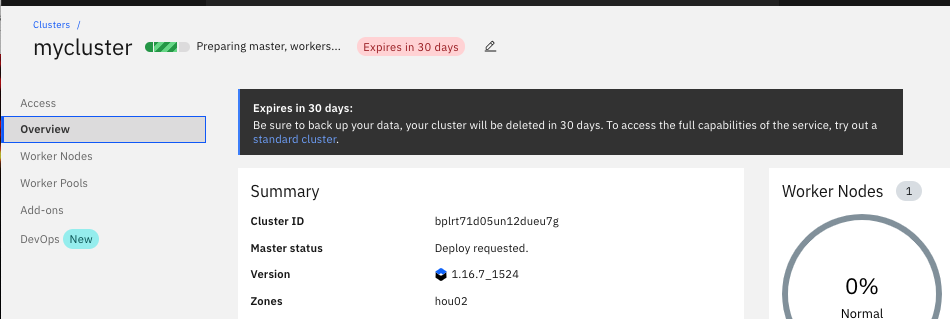 Clusters /
mycluster Preparing master, workers... Expires in 30 days
Access
Overview
Worker Nodes
Worker Pools
Add-ons
DevOps New
Expires in 30 days:
Be sure to back up your data, your cluster will be deleted in 30 days. To access the full capabilities of the service, try out a
standard cluster.
Summary
Cluster ID bplrt71d05un12dueu7g
Master status Deploy requested.
Version 1.16.7_1524
Zones hou02
Worker Nodes 1
0%
Normal